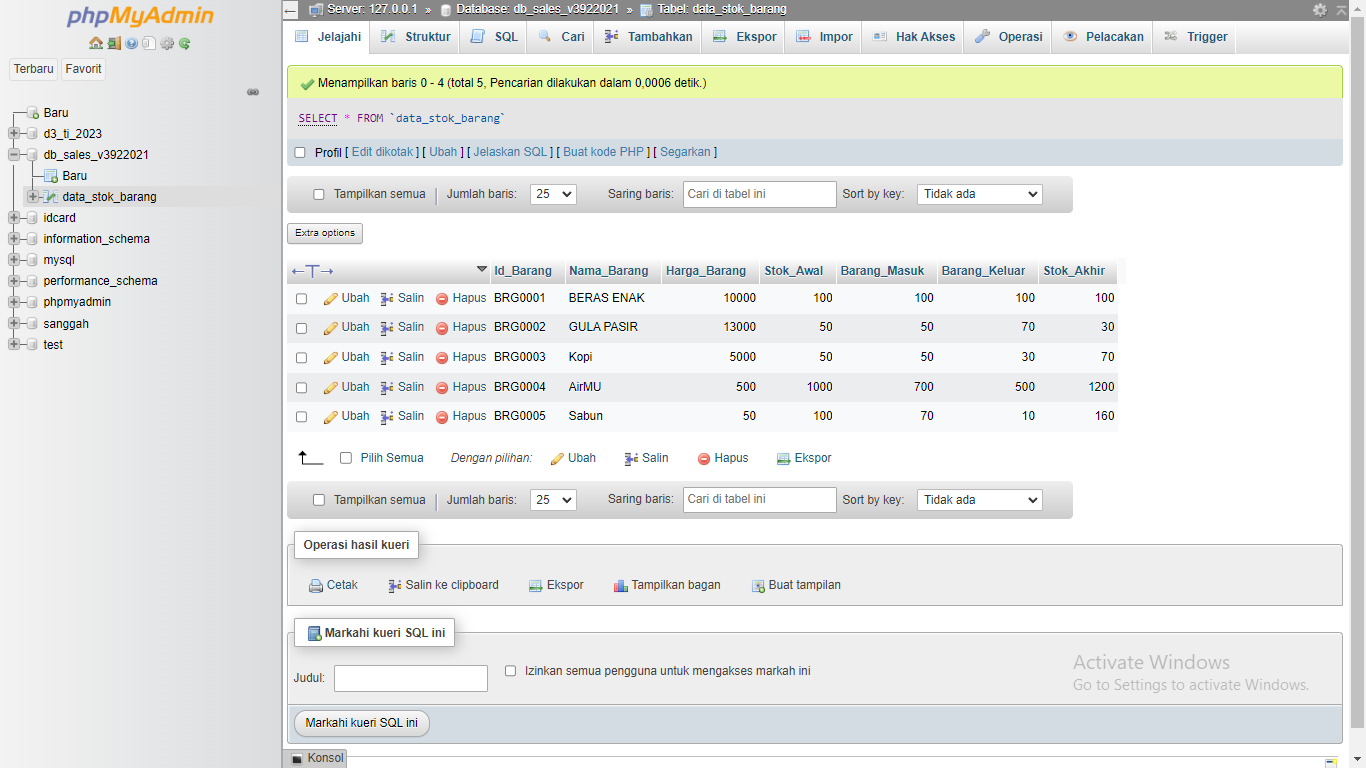 phpMyAdmin
Terbaru Favorit
Baru
d3_ti_2023
db_sales_v3922021
Baru
data_stok_barang
idcard
information_schema
mysql
performance_schema
phpmyadmin
sanggah
test
Server: 127.0.0.1 » Database: db_sales_v3922021 » Tabel: data_stok_barang
Jelajahi Struktur SQL Cari Tambahkan Ekspor Impor Hak Akses Operasi Pelacakan Trigger
Menampilkan baris 0 - 4 (total 5, Pencarian dilakukan dalam 0,0006 detik.)
SELECT * FROM `data_stok_barang`
Profil [ Edit dikotak ] [ Ubah ] [ Jelaskan SQL ] [ Buat kode PHP ] [ Segarkan ]
Tampilkan semua | Jumlah baris: 25 Saring baris: Cari di tabel ini Sort by key: Tidak ada
Extra options
←T→ Id_Barang Nama_Barang Harga_Barang Stok_Awal Barang_Masuk Barang_Keluar Stok_Akhir
Ubah Salin Hapus BRG0001 BERAS ENAK 10000 100 100 100 100
Ubah Salin Hapus BRG0002 GULA PASIR 13000 50 50 70 30
Ubah Salin Hapus BRG0003 Kopi 5000 50 50 30 70
Ubah Salin Hapus BRG0004 AirMU 500 1000 700 500 1200
Ubah Salin Hapus BRG0005 Sabun 50 100 70 10 160
Pilih Semua Dengan pilihan: Ubah Salin Hapus Ekspor
Tampilkan semua | Jumlah baris: 25 Saring baris: Cari di tabel ini Sort by key: Tidak ada
Operasi hasil kueri
Cetak Salin ke clipboard Ekspor Tampilkan bagan Buat tampilan
Markahi kueri SQL ini
Judul: Izinkan semua pengguna untuk mengakses markah ini
Markahi kueri SQL ini
Activate Windows
Go to Settings to activate Windows.
Konsol